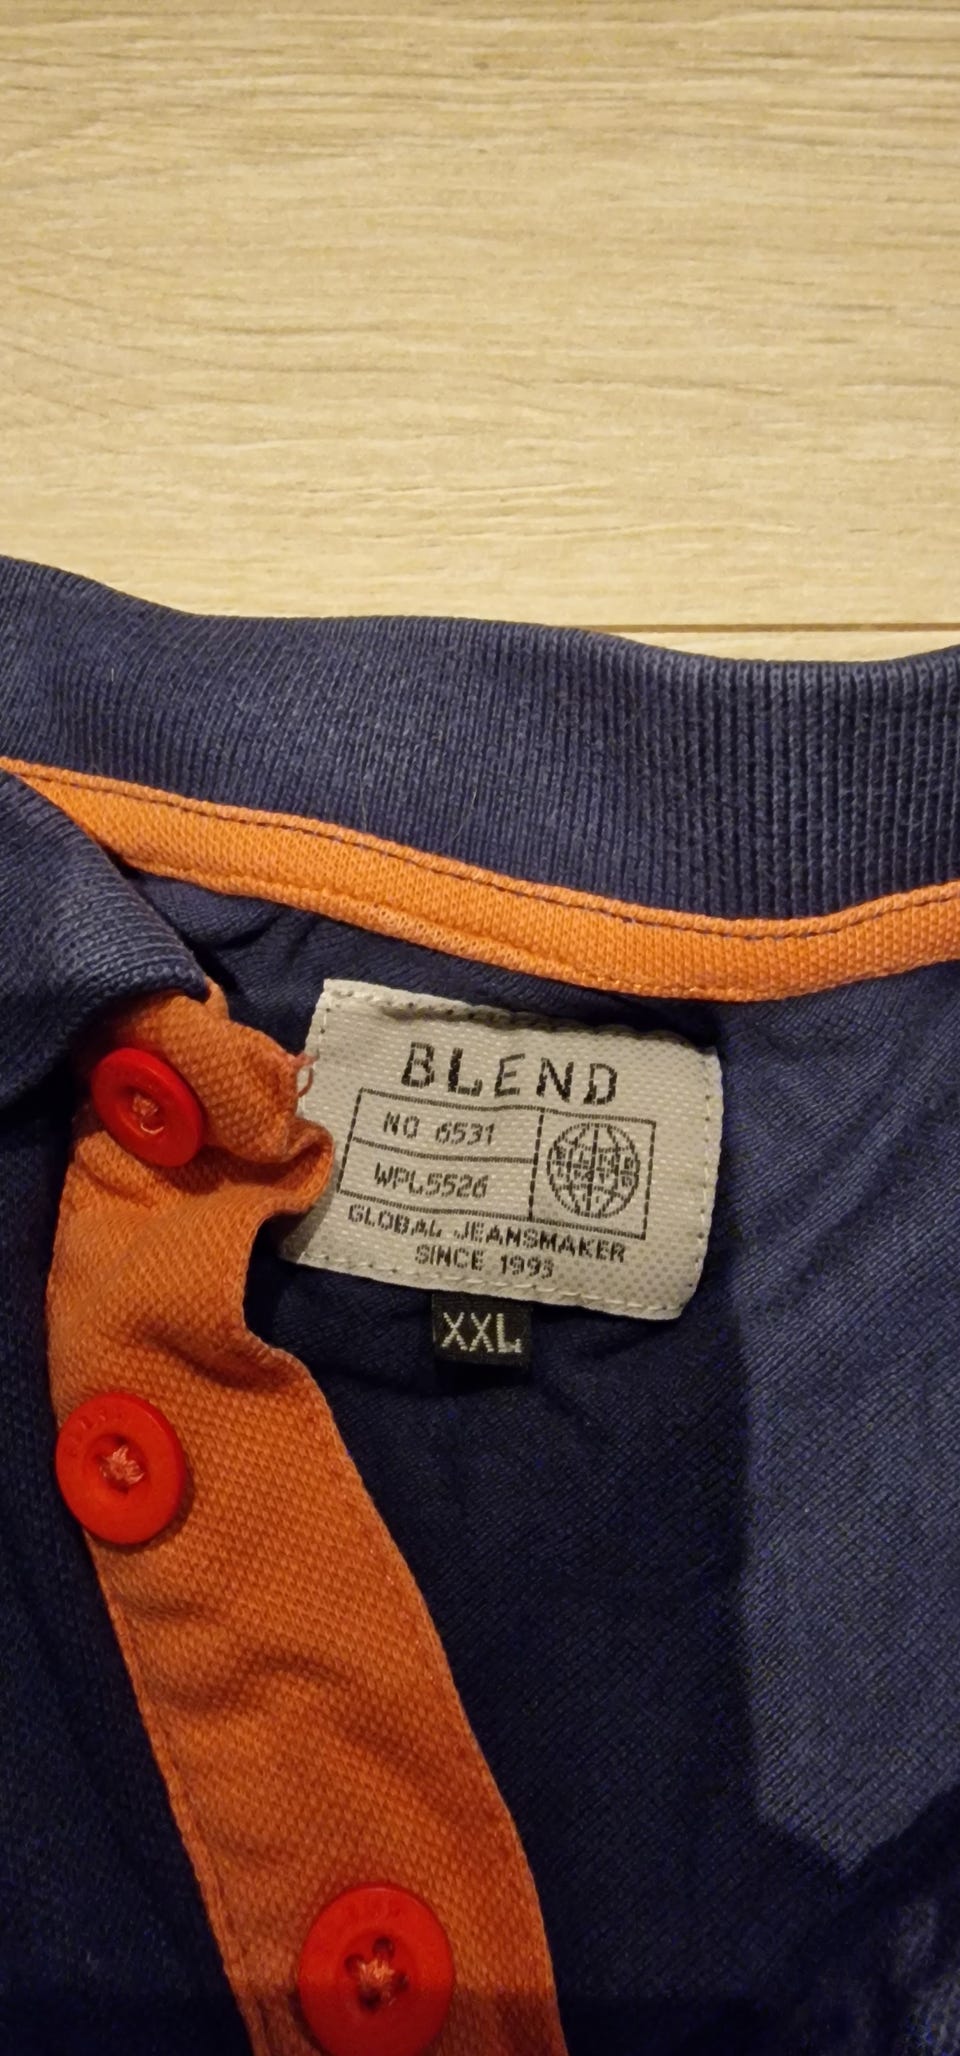 BLEND
NO 6531
WPL5526
GLOBAL JEANSMAKER
SINCE 1993
XXL